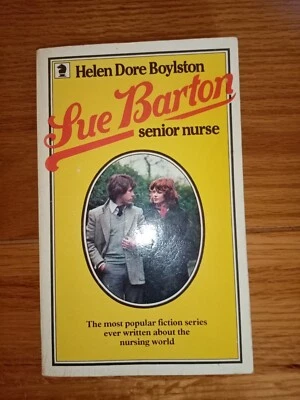 Helen Dore Boylston
Sue Barton
senior nurse
The most popular fiction series
ever written about the
nursing world